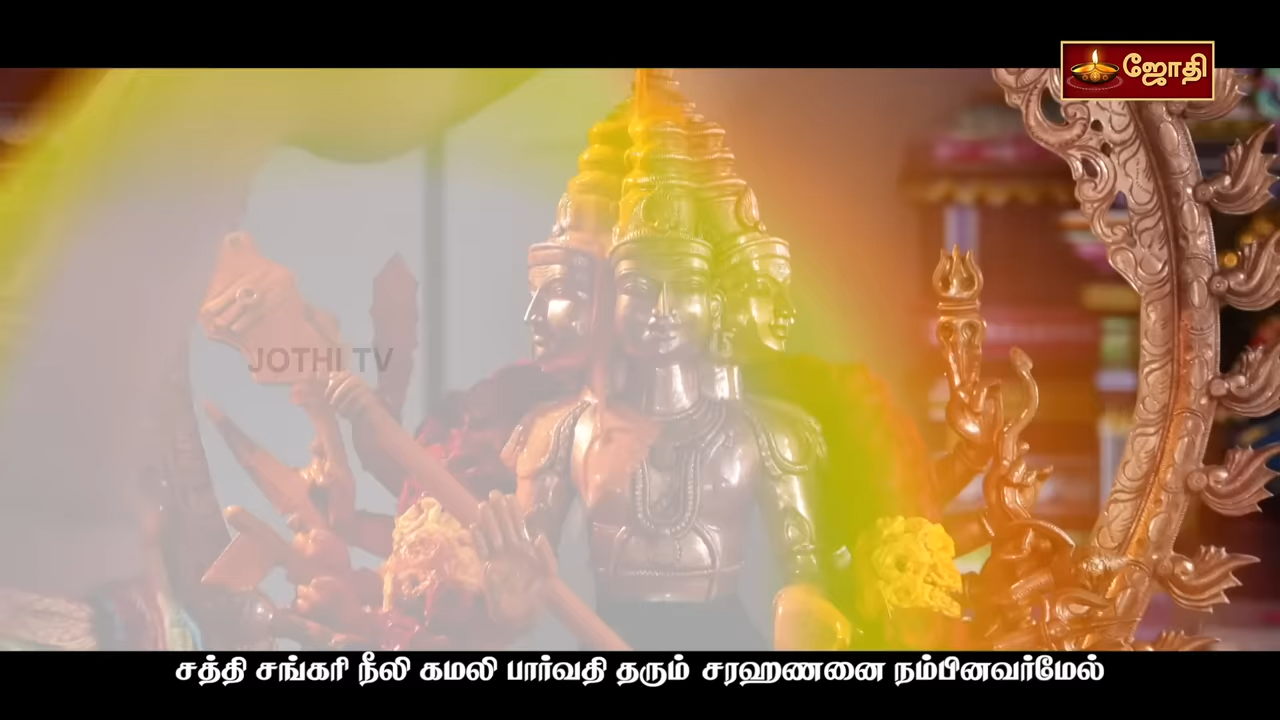 ஜோதி
JOTHI TV
சத்தி சங்கரி நீலி கமலி பார்வதி தரும் சரஹணனை நம்பினவர்மேல்